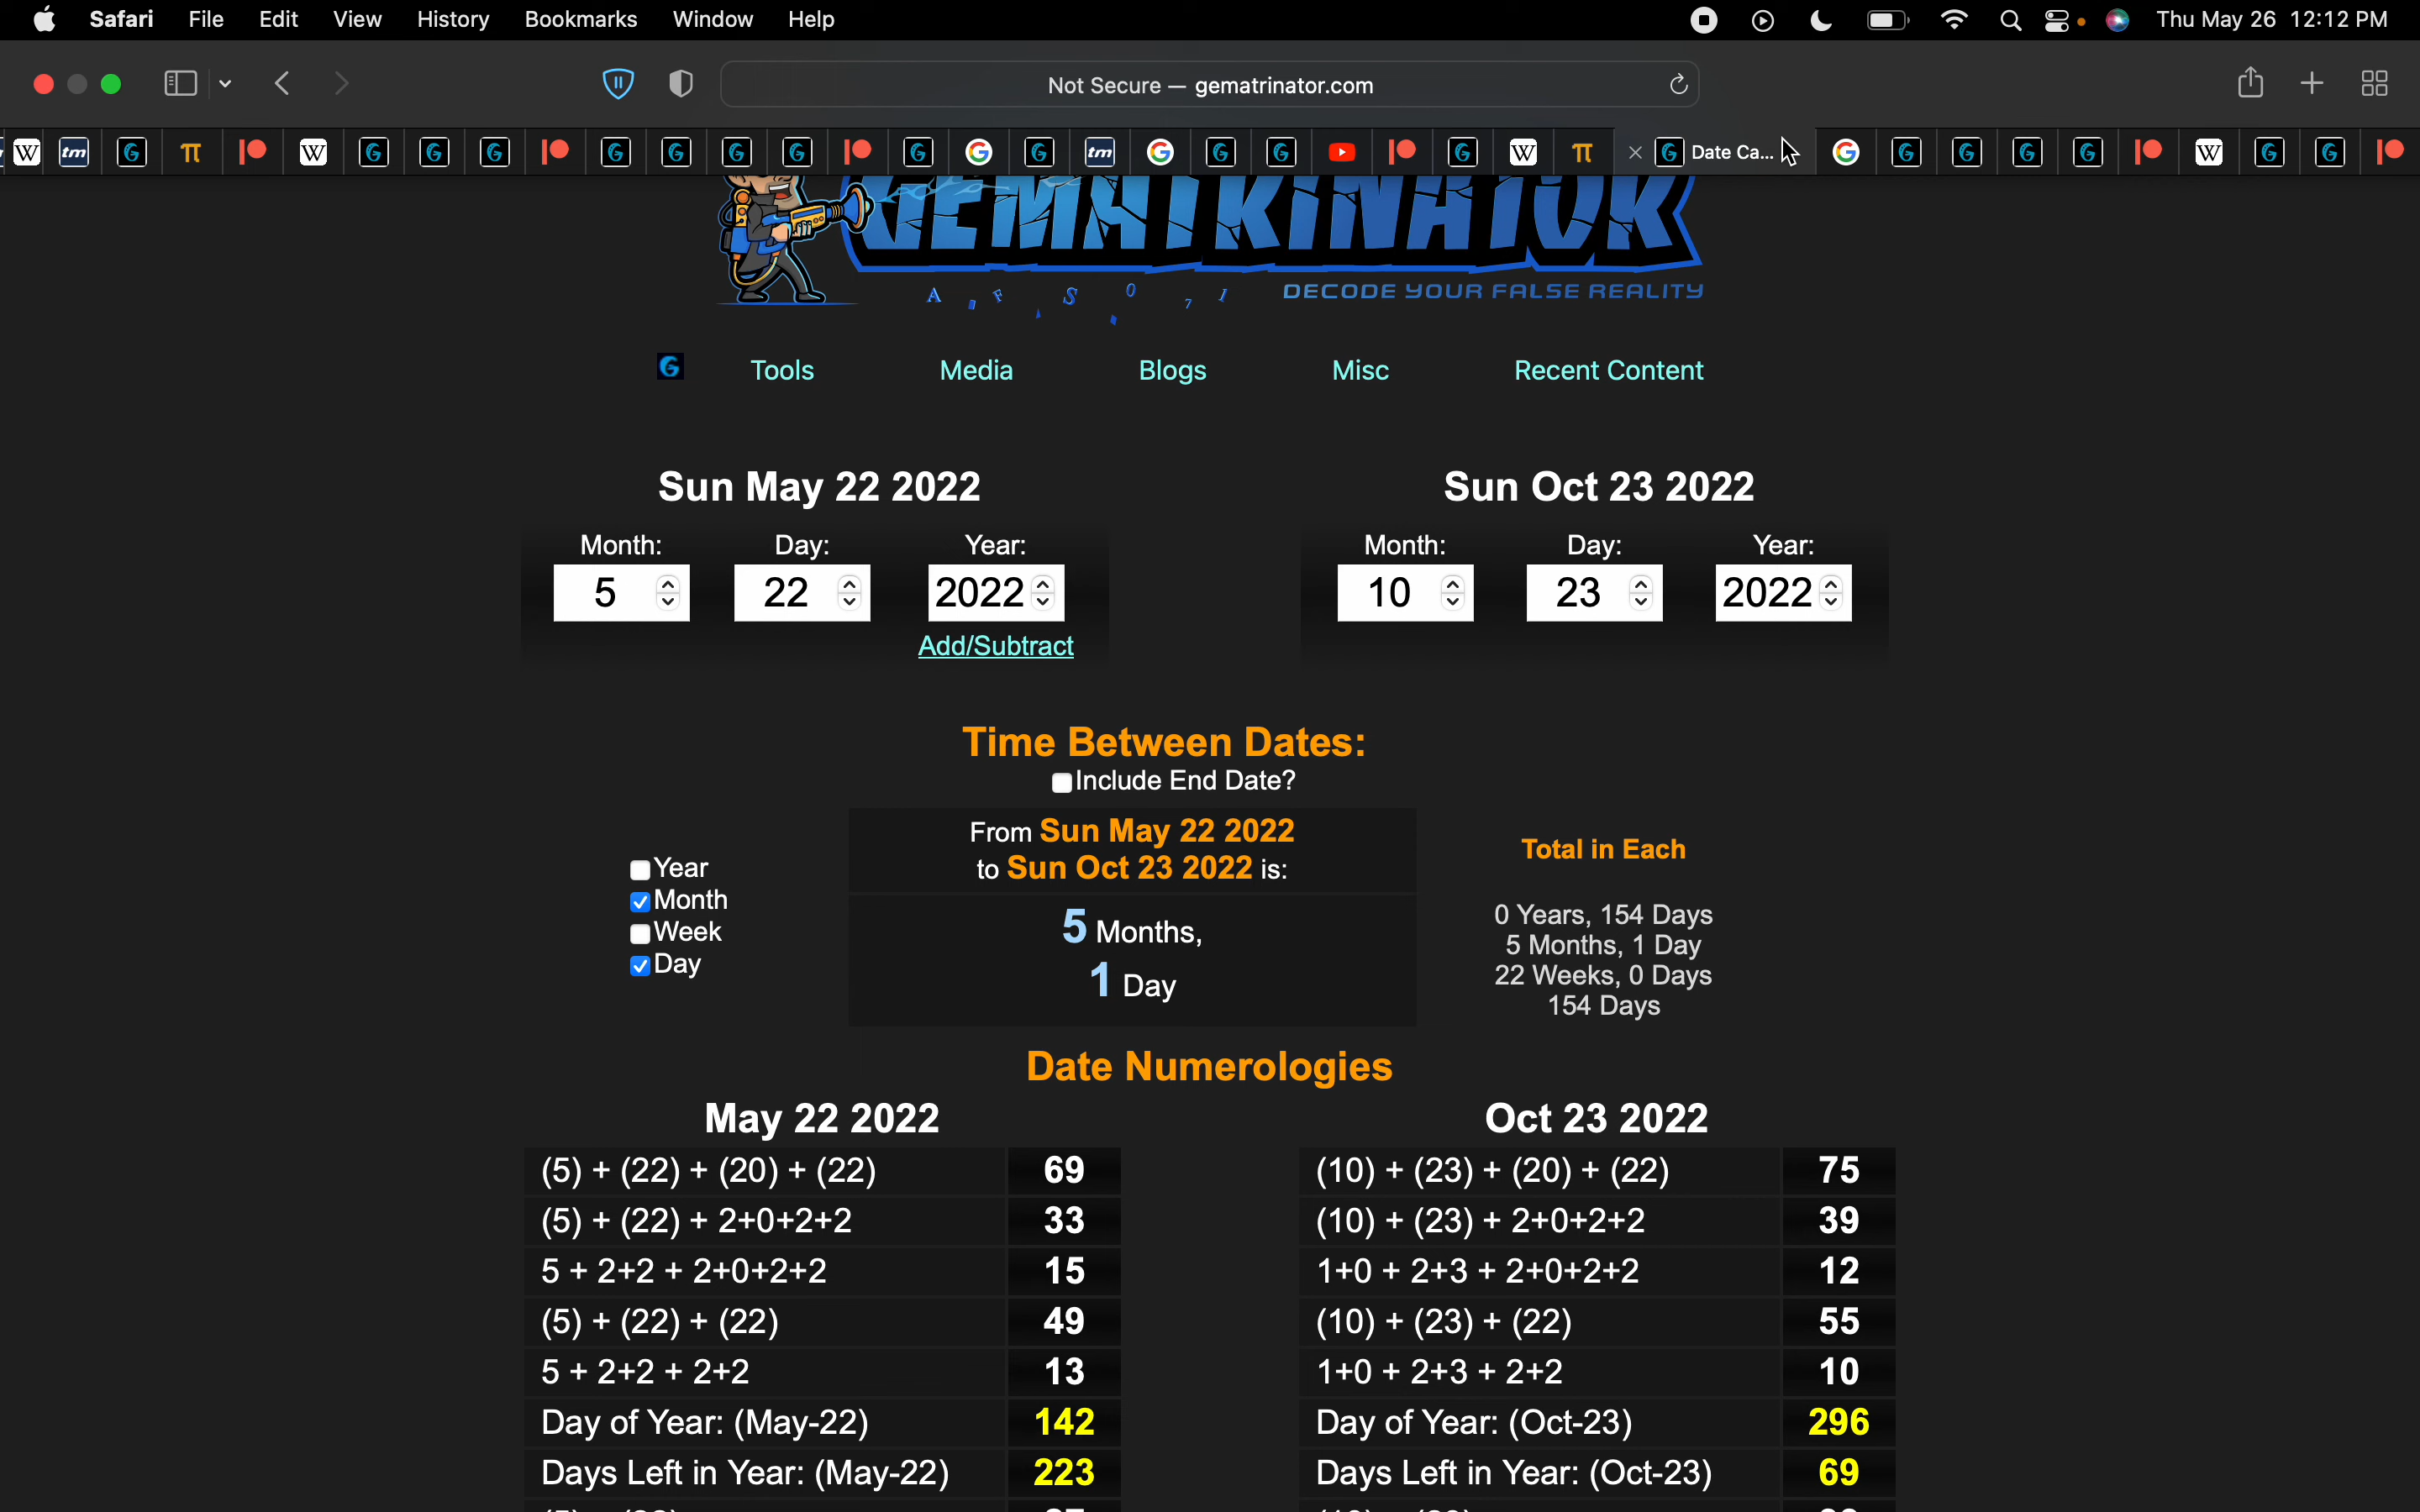 Safari File Edit View History Bookmarks Window Help Thu May 26 12:12 PM
Not Secure — gematrinator.com
W tm G π W G G G G G G G G G tm G G G G W π Date Ca... G G G G G W G G
GEMATRINATOR
A F S O 7 I DECODE YOUR FALSE REALITY
G Tools Media Blogs Misc Recent Content
Sun May 22 2022 Sun Oct 23 2022
Month: Day: Year: Month: Day: Year:
5 22 2022 10 23 2022
Add/Subtract
Time Between Dates:
Include End Date?
From Sun May 22 2022
to Sun Oct 23 2022 is:
Year
Month
Week
Day
5 Months,
1 Day
Total in Each
0 Years, 154 Days
5 Months, 1 Day
22 Weeks, 0 Days
154 Days
Date Numerologies
May 22 2022 Oct 23 2022
(5) + (22) + (20) + (22) 69 (10) + (23) + (20) + (22) 75
(5) + (22) + 2+0+2+2 33 (10) + (23) + 2+0+2+2 39
5 + 2+2 + 2+0+2+2 15 1+0 + 2+3 + 2+0+2+2 12
(5) + (22) + (22) 49 (10) + (23) + (22) 55
5 + 2+2 + 2+2 13 1+0 + 2+3 + 2+2 10
Day of Year: (May-22) 142 Day of Year: (Oct-23) 296
Days Left in Year: (May-22) 223 Days Left in Year: (Oct-23) 69